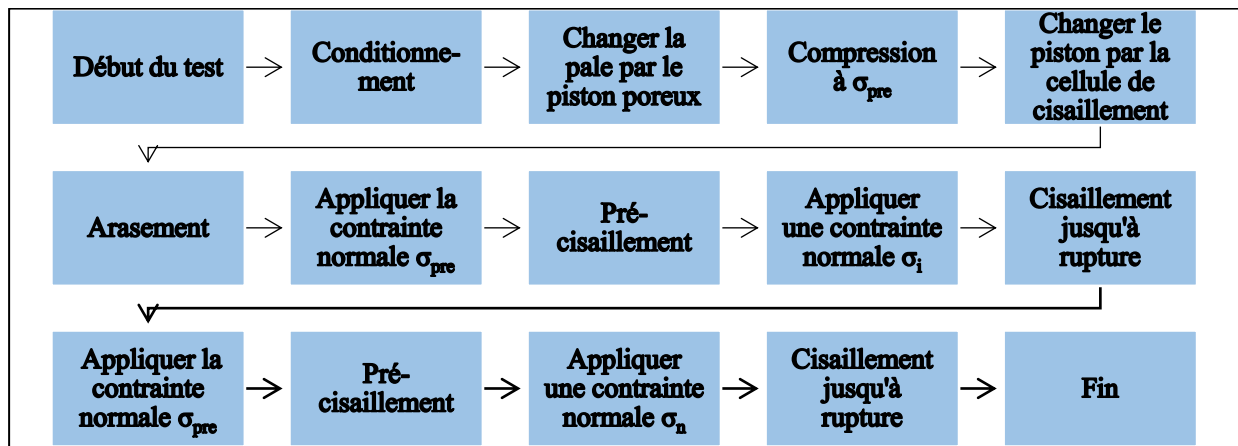 Début du test
Conditionne-
ment
Changer la
pale par le
piston poreux
Compression
à σpre
Changer le
piston par la
cellule de
cisaillement
Arasement
Appliquer la
contrainte
normale σpre
Pré-
cisaillement
Appliquer
une contrainte
normale σi
Cisaillement
jusqu'à
rupture
Appliquer la
contrainte
normale σpre
Pré-
cisaillement
Appliquer
une contrainte
normale σn
Cisaillement
jusqu'à
rupture
Fin